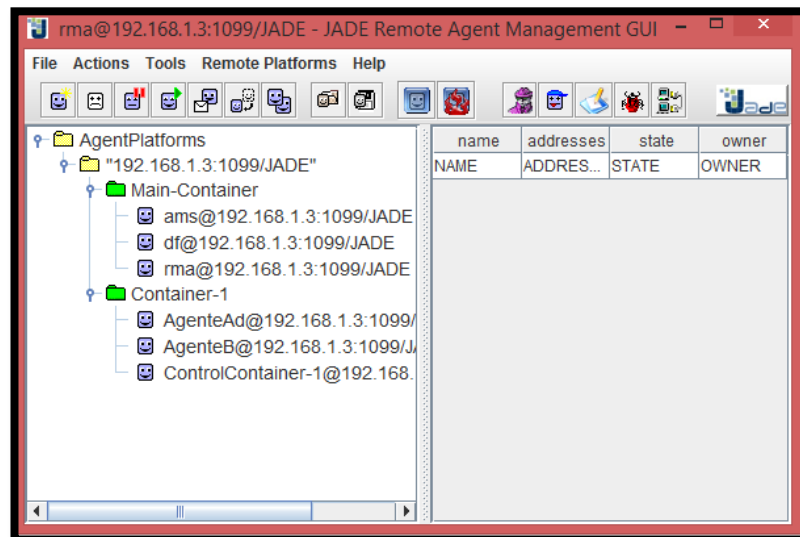 rma@192.168.1.3:1099/JADE - JADE Remote Agent Management GUI
File Actions Tools Remote Platforms Help
Jade
AgentPlatforms
"192.168.1.3:1099/JADE"
Main-Container
ams@192.168.1.3:1099/JADE
df@192.168.1.3:1099/JADE
rma@192.168.1.3:1099/JADE
Container-1
AgenteAd@192.168.1.3:1099/
AgenteB@192.168.1.3:1099/J
ControlContainer-1@192.168.
name addresses state owner
NAME ADDRES... STATE OWNER